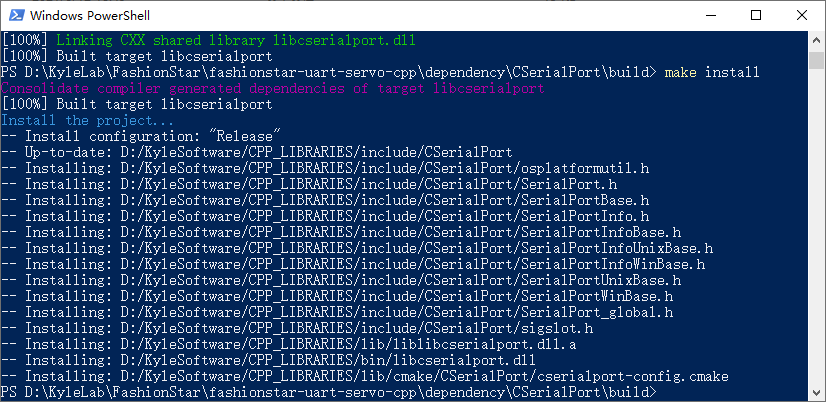 Windows PowerShell
[100%] Linking CXX shared library libcserialport.dll
[100%] Built target libcserialport
PS D:\KyleLab\FashionStar\fashionstar-uart-servo-cpp\dependency\CSerialPort\build> make install
Consolidate compiler generated dependencies of target libcserialport
[100%] Built target libcserialport
Install the project...
-- Install configuration: "Release"
-- Up-to-date: D:/KyleSoftware/CPP_LIBRARIES/include/CSerialPort
-- Installing: D:/KyleSoftware/CPP_LIBRARIES/include/CSerialPort/osplatformutil.h
-- Installing: D:/KyleSoftware/CPP_LIBRARIES/include/CSerialPort/SerialPort.h
-- Installing: D:/KyleSoftware/CPP_LIBRARIES/include/CSerialPort/SerialPortBase.h
-- Installing: D:/KyleSoftware/CPP_LIBRARIES/include/CSerialPort/SerialPortInfo.h
-- Installing: D:/KyleSoftware/CPP_LIBRARIES/include/CSerialPort/SerialPortInfoBase.h
-- Installing: D:/KyleSoftware/CPP_LIBRARIES/include/CSerialPort/SerialPortInfoUnixBase.h
-- Installing: D:/KyleSoftware/CPP_LIBRARIES/include/CSerialPort/SerialPortInfoWinBase.h
-- Installing: D:/KyleSoftware/CPP_LIBRARIES/include/CSerialPort/SerialPortUnixBase.h
-- Installing: D:/KyleSoftware/CPP_LIBRARIES/include/CSerialPort/SerialPortWinBase.h
-- Installing: D:/KyleSoftware/CPP_LIBRARIES/include/CSerialPort/SerialPort_global.h
-- Installing: D:/KyleSoftware/CPP_LIBRARIES/include/CSerialPort/sigslot.h
-- Installing: D:/KyleSoftware/CPP_LIBRARIES/lib/liblibcserialport.dll.a
-- Installing: D:/KyleSoftware/CPP_LIBRARIES/bin/libcserialport.dll
-- Installing: D:/KyleSoftware/CPP_LIBRARIES/lib/cmake/CSerialPort/cserialport-config.cmake
PS D:\KyleLab\FashionStar\fashionstar-uart-servo-cpp\dependency\CSerialPort\build>